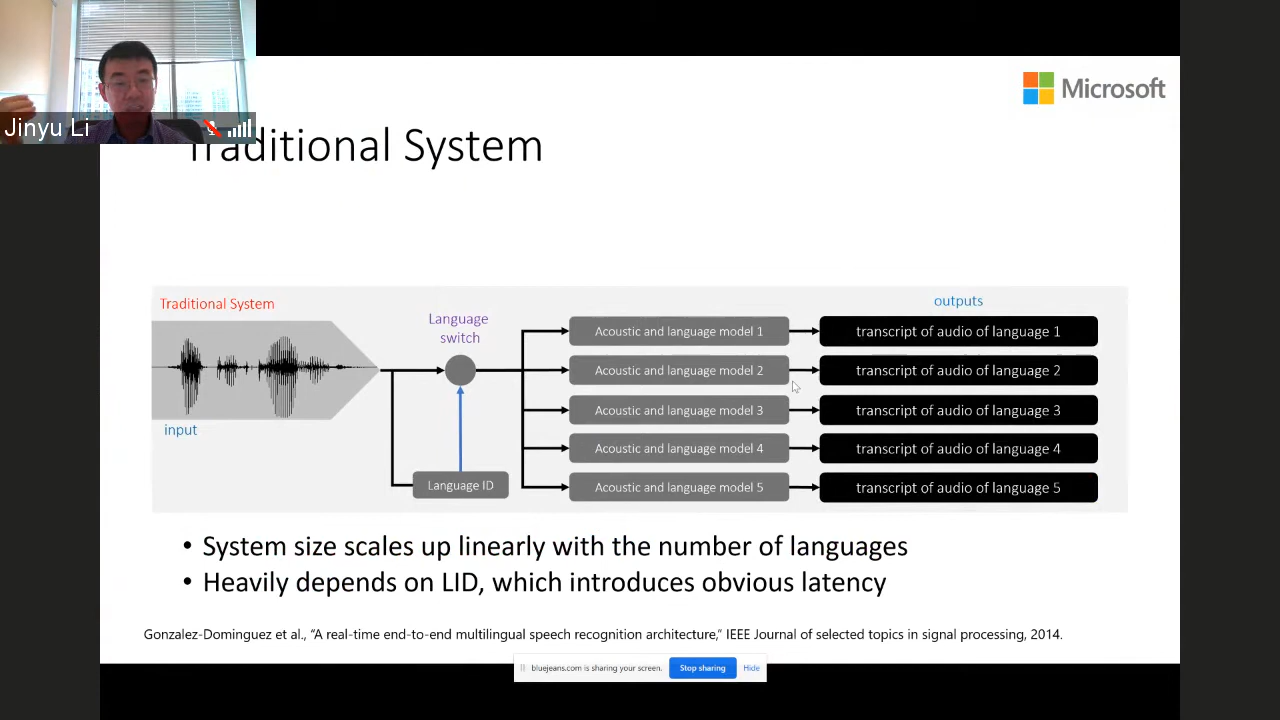 Jinyu Li
Microsoft
Traditional System
Traditional System
input
Language
switch
Language ID
Acoustic and language model 1
Acoustic and language model 2
Acoustic and language model 3
Acoustic and language model 4
Acoustic and language model 5
outputs
transcript of audio of language 1
transcript of audio of language 2
transcript of audio of language 3
transcript of audio of language 4
transcript of audio of language 5
• System size scales up linearly with the number of languages
• Heavily depends on LID, which introduces obvious latency
Gonzalez-Dominguez et al., “A real-time end-to-end multilingual speech recognition architecture,” IEEE Journal of selected topics in signal processing, 2014.
bluejeans.com is sharing your screen.
Stop sharing
Hide